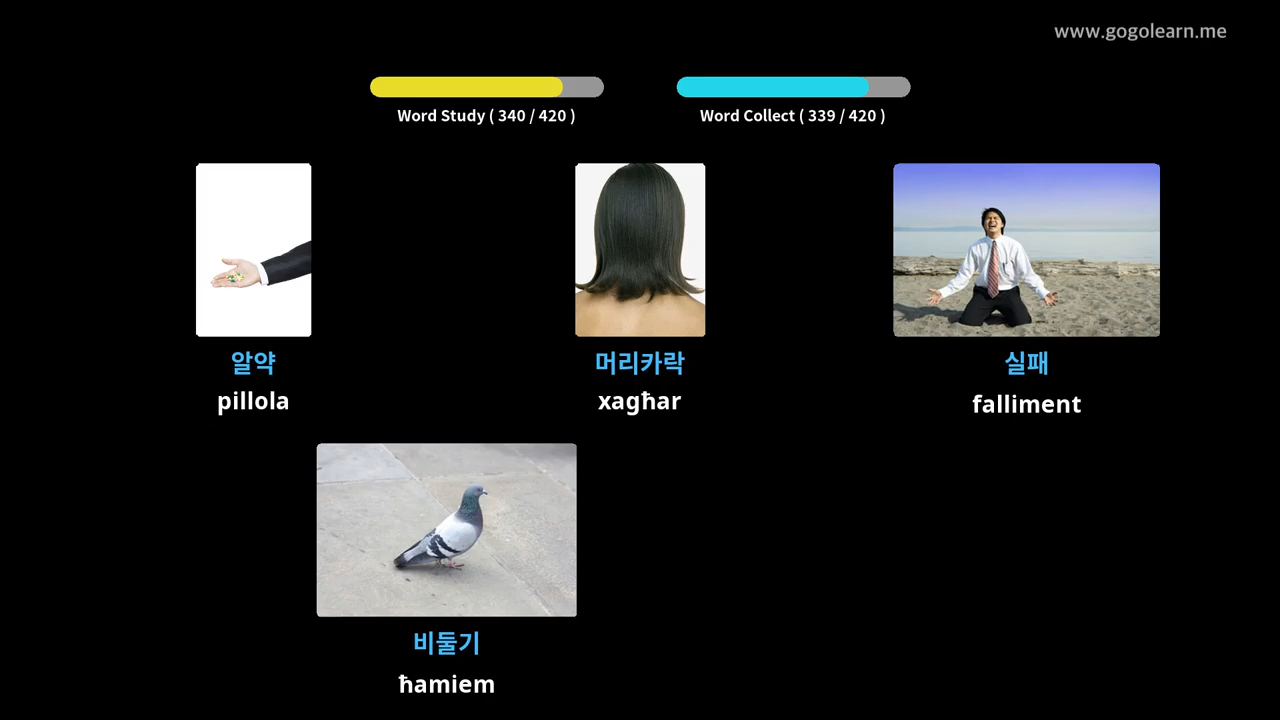 www.gogolearn.me
Word Study ( 340 / 420 )
Word Collect ( 339 / 420 )
알약
pillola
머리카락
xagħar
실패
falliment
비둘기
ħamiem